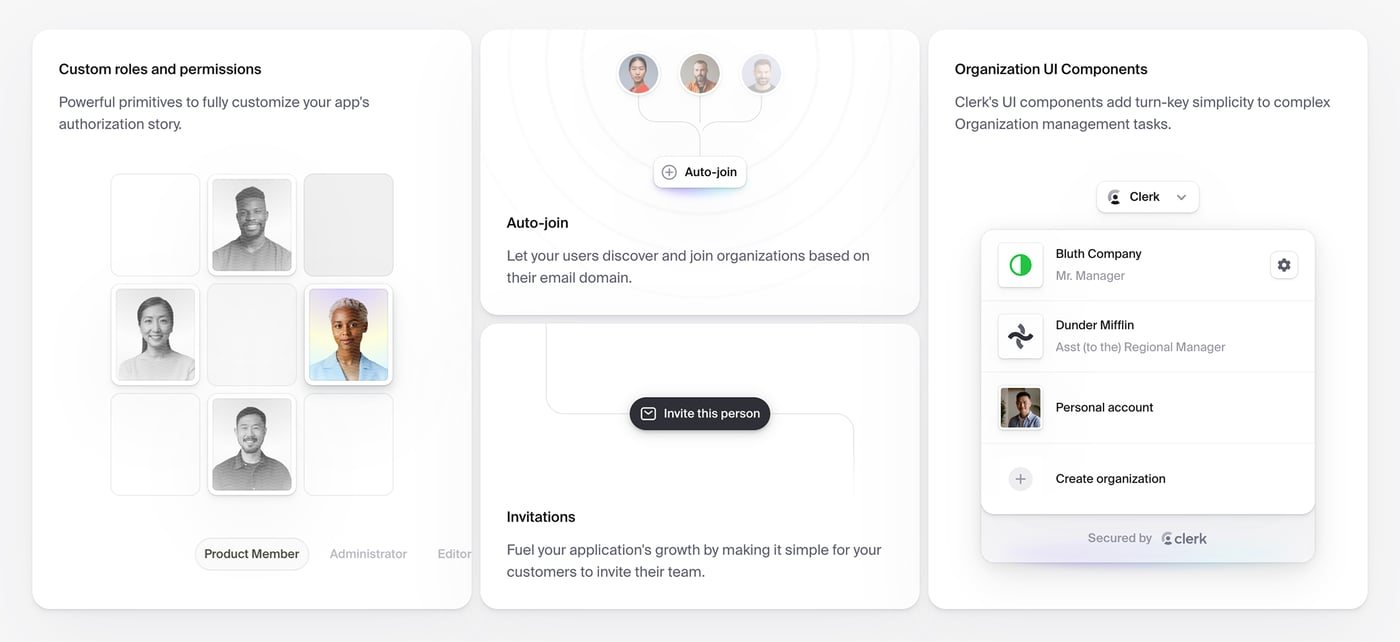 Custom roles and permissions
Powerful primitives to fully customize your app's
authorization story.
Product Member
Administrator
Editor
Auto-join
Auto-join
Let your users discover and join organizations based on
their email domain.
Invite this person
Invitations
Fuel your application's growth by making it simple for your
customers to invite their team.
Organization UI Components
Clerk's UI components add turn-key simplicity to complex
Organization management tasks.
Clerk
Bluth Company
Mr. Manager
Dunder Mifflin
Asst (to the) Regional Manager
Personal account
Create organization
Secured by clerk